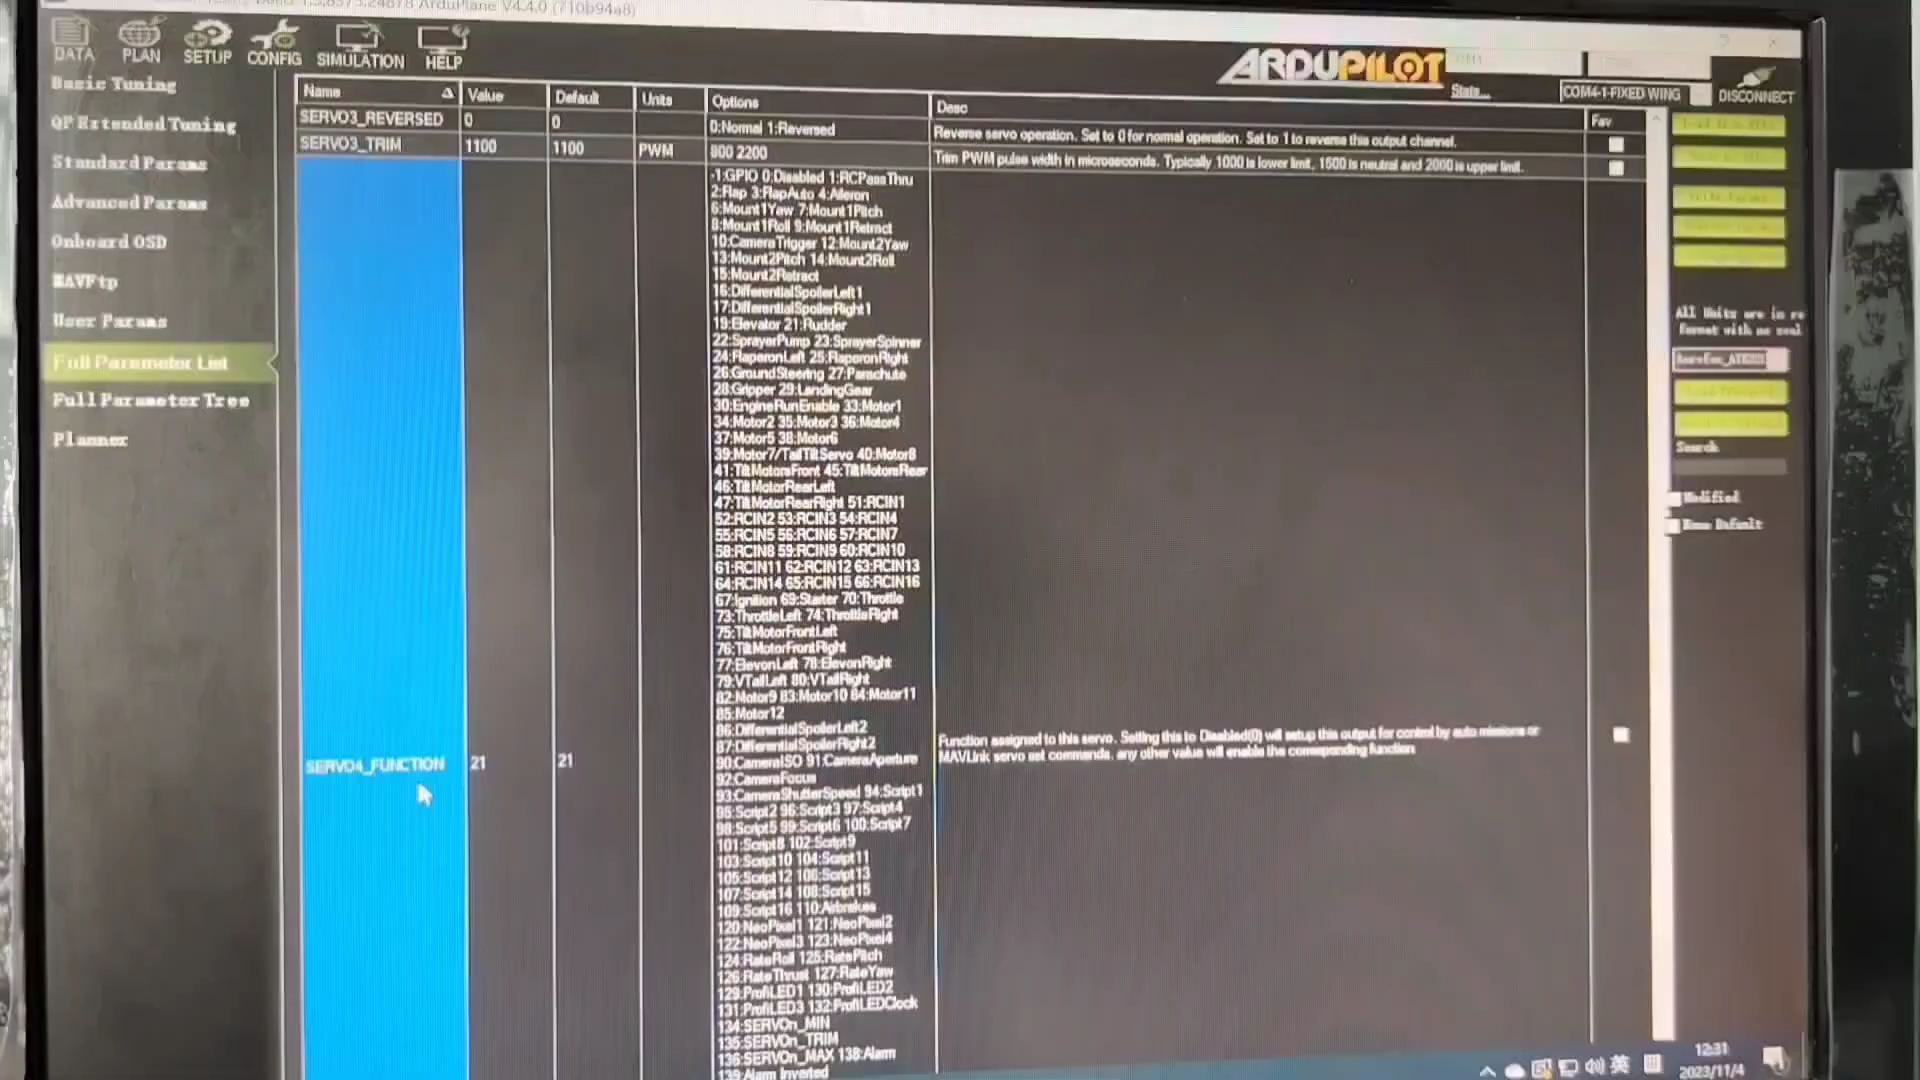 ArduPlane V4.4.0 (710b94a8)
DATA PLAN SETUP CONFIG SIMULATION HELP
ARDUPILOT
Stats...
COM4-1-FIXED WING
DISCONNECT
Basic Tuning
QP Extended Tuning
Standard Params
Advanced Params
Onboard OSD
MAVFtp
User Params
Full Parameter List
Full Parameter Tree
Planner
Name Value Default Units Options Desc Fav
SERVO3_REVERSED 0 0 0:Normal 1:Reversed Reverse servo operation. Set to 0 for normal operation. Set to 1 to reverse this output channel.
SERVO3_TRIM 1100 1100 PWM 800 2200 Trim PWM pulse width in microseconds. Typically 1000 is lower limit, 1500 is neutral and 2000 is upper limit.
-1:GPIO 0:Disabled 1:RCPassThru
2:Flap 3:FlapAuto 4:Aileron
6:Mount1Yaw 7:Mount1Pitch
8:Mount1Roll 9:Mount1Retract
10:CameraTrigger 12:Mount2Yaw
13:Mount2Pitch 14:Mount2Roll
15:Mount2Retract
16:DifferentialSpoilerLeft1
17:DifferentialSpoilerRight1
19:Elevator 21:Rudder
22:SprayerPump 23:SprayerSpinner
24:FlaperonLeft 25:FlaperonRight
26:GroundSteering 27:Parachute
28:Gripper 29:LandingGear
30:EngineRunEnable 33:Motor1
34:Motor2 35:Motor3 36:Motor4
37:Motor5 38:Motor6
39:Motor7/TailTiltServo 40:Motor8
41:TiltMotorsFront 45:TiltMotorsRear
46:TiltMotorRearLeft
47:TiltMotorRearRight 51:RCIN1
52:RCIN2 53:RCIN3 54:RCIN4
55:RCIN5 56:RCIN6 57:RCIN7
58:RCIN8 59:RCIN9 60:RCIN10
61:RCIN11 62:RCIN12 63:RCIN13
64:RCIN14 65:RCIN15 66:RCIN16
67:Ignition 69:Starter 70:Throttle
73:ThrottleLeft 74:ThrottleRight
75:TiltMotorFrontLeft
76:TiltMotorFrontRight
77:ElevonLeft 78:ElevonRight
79:VTailLeft 80:VTailRight
82:Motor9 83:Motor10 84:Motor11
85:Motor12
86:DifferentialSpoilerLeft2
87:DifferentialSpoilerRight2
90:CameraISO 91:CameraAperture
92:CameraFocus
93:CameraShutterSpeed 94:Script1
95:Script2 96:Script3 97:Script4
98:Script5 99:Script6 100:Script7
101:Script8 102:Script9
103:Script10 104:Script11
105:Script12 106:Script13
107:Script14 108:Script15
109:Script16 110:Airbrakes
120:NeoPixel1 121:NeoPixel2
122:NeoPixel3 123:NeoPixel4
124:RateRoll 125:RatePitch
126:RateThrust 127:RateYaw
129:ProfiLED1 130:ProfiLED2
131:ProfiLED3 132:ProfiLEDClock
134:SERVOn_MIN
135:SERVOn_TRIM
136:SERVOn_MAX 138:Alarm
139:Alarm Inverted
SERVO4_FUNCTION 21 21
Function assigned to this servo. Setting this to Disabled(0) will setup this output for control by auto missions or
MAVLink servo set commands. any other value will enable the corresponding function
All Units are in
format with no
Search
Modified
None Default
英
12:31
2023/11/4